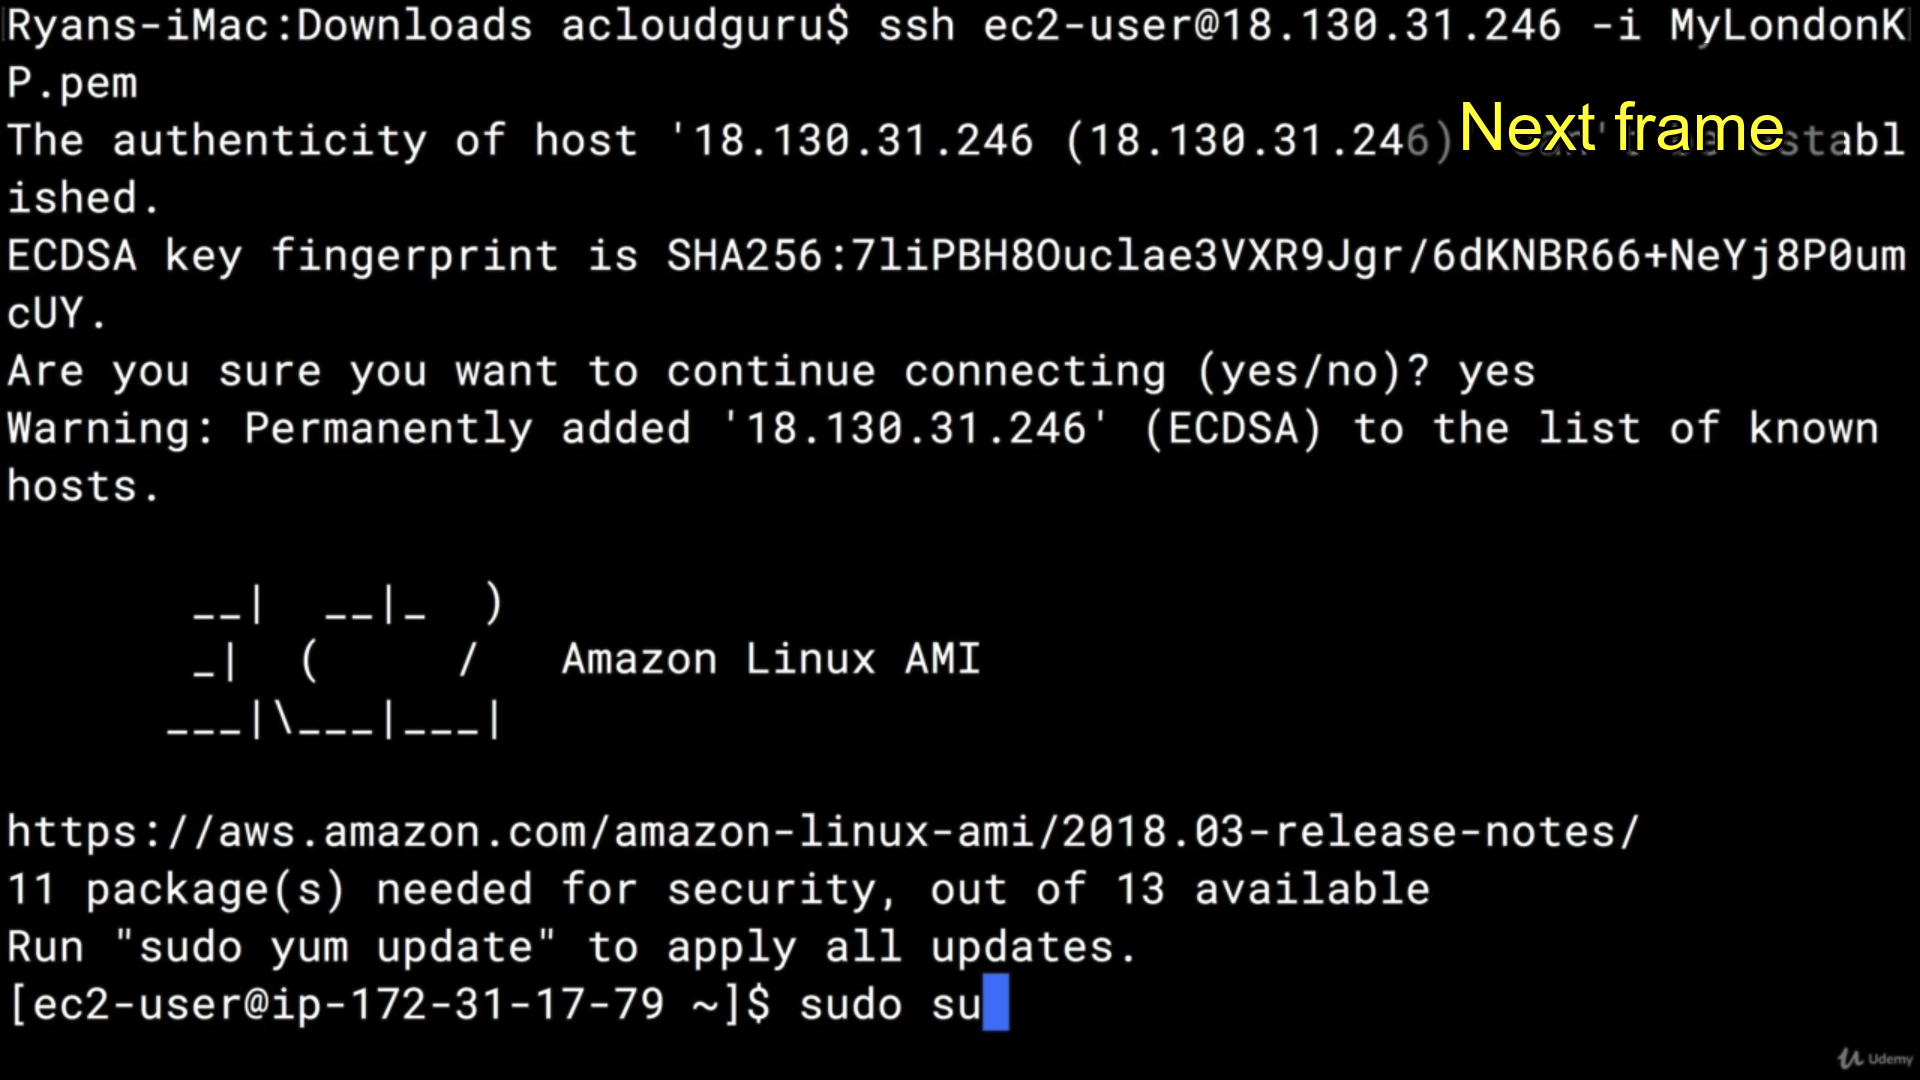 Ryans-iMac:Downloads acloudguru$ ssh ec2-user@18.130.31.246 -i MyLondonK
P.pem
The authenticity of host '18.130.31.246 (18.130.31.246) can't be establ
Next frame
ished.
ECDSA key fingerprint is SHA256:7liPBH8Ouclae3VXR9Jgr/6dKNBR66+NeYj8P0um
cUY.
Are you sure you want to continue connecting (yes/no)? yes
Warning: Permanently added '18.130.31.246' (ECDSA) to the list of known
hosts.
__|  __|_  )
_|  (     /   Amazon Linux AMI
___|\___|___|
https://aws.amazon.com/amazon-linux-ami/2018.03-release-notes/
11 package(s) needed for security, out of 13 available
Run "sudo yum update" to apply all updates.
[ec2-user@ip-172-31-17-79 ~]$ sudo su
Udemy